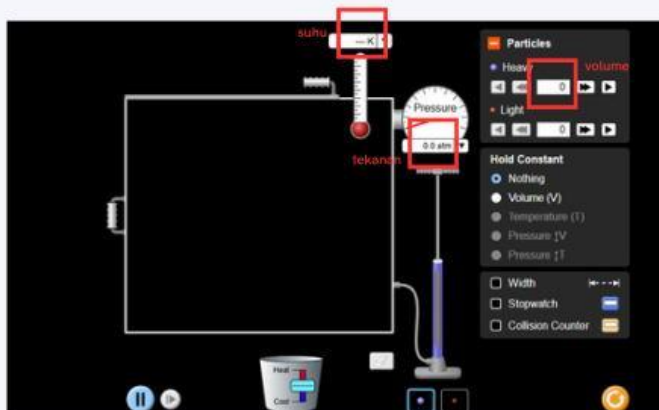 suhu
--- K
Particles
Heavy
volume
0
Light
0
Pressure
0.0 atm
tekanan
Hold Constant
Nothing
Volume (V)
Temperature (T)
Pressure ↕V
Pressure ↕T
Width
Stopwatch
Collision Counter
Heat
Cool